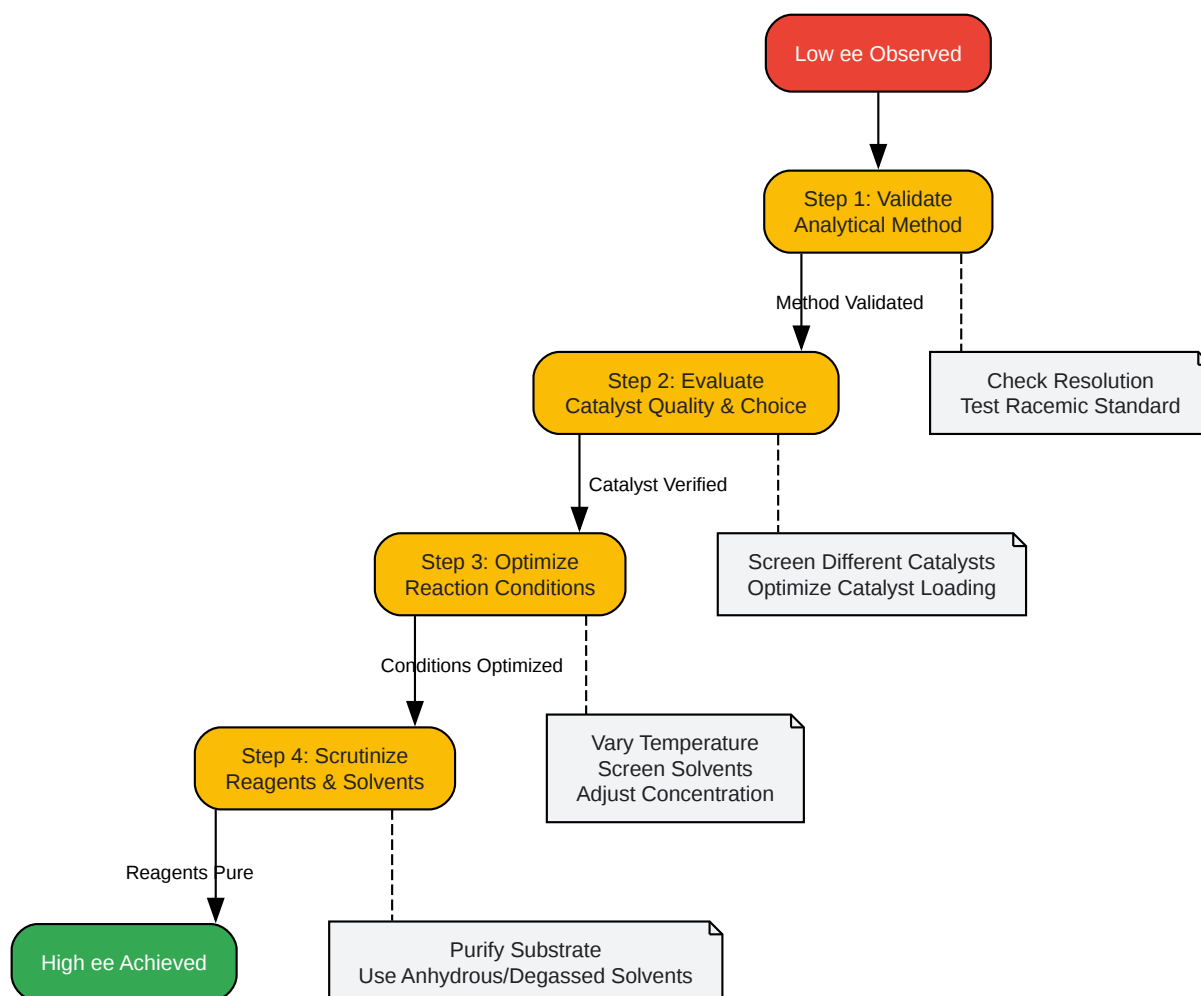 Low ee Observed
Step 1: Validate
Analytical Method
Method Validated
Step 2: Evaluate
Catalyst Quality & Choice
Check Resolution
Test Racemic Standard
Catalyst Verified
Step 3: Optimize
Reaction Conditions
Screen Different Catalysts
Optimize Catalyst Loading
Conditions Optimized
Step 4: Scrutinize
Reagents & Solvents
Vary Temperature
Screen Solvents
Adjust Concentration
Reagents Pure
High ee Achieved
Purify Substrate
Use Anhydrous/Degassed Solvents